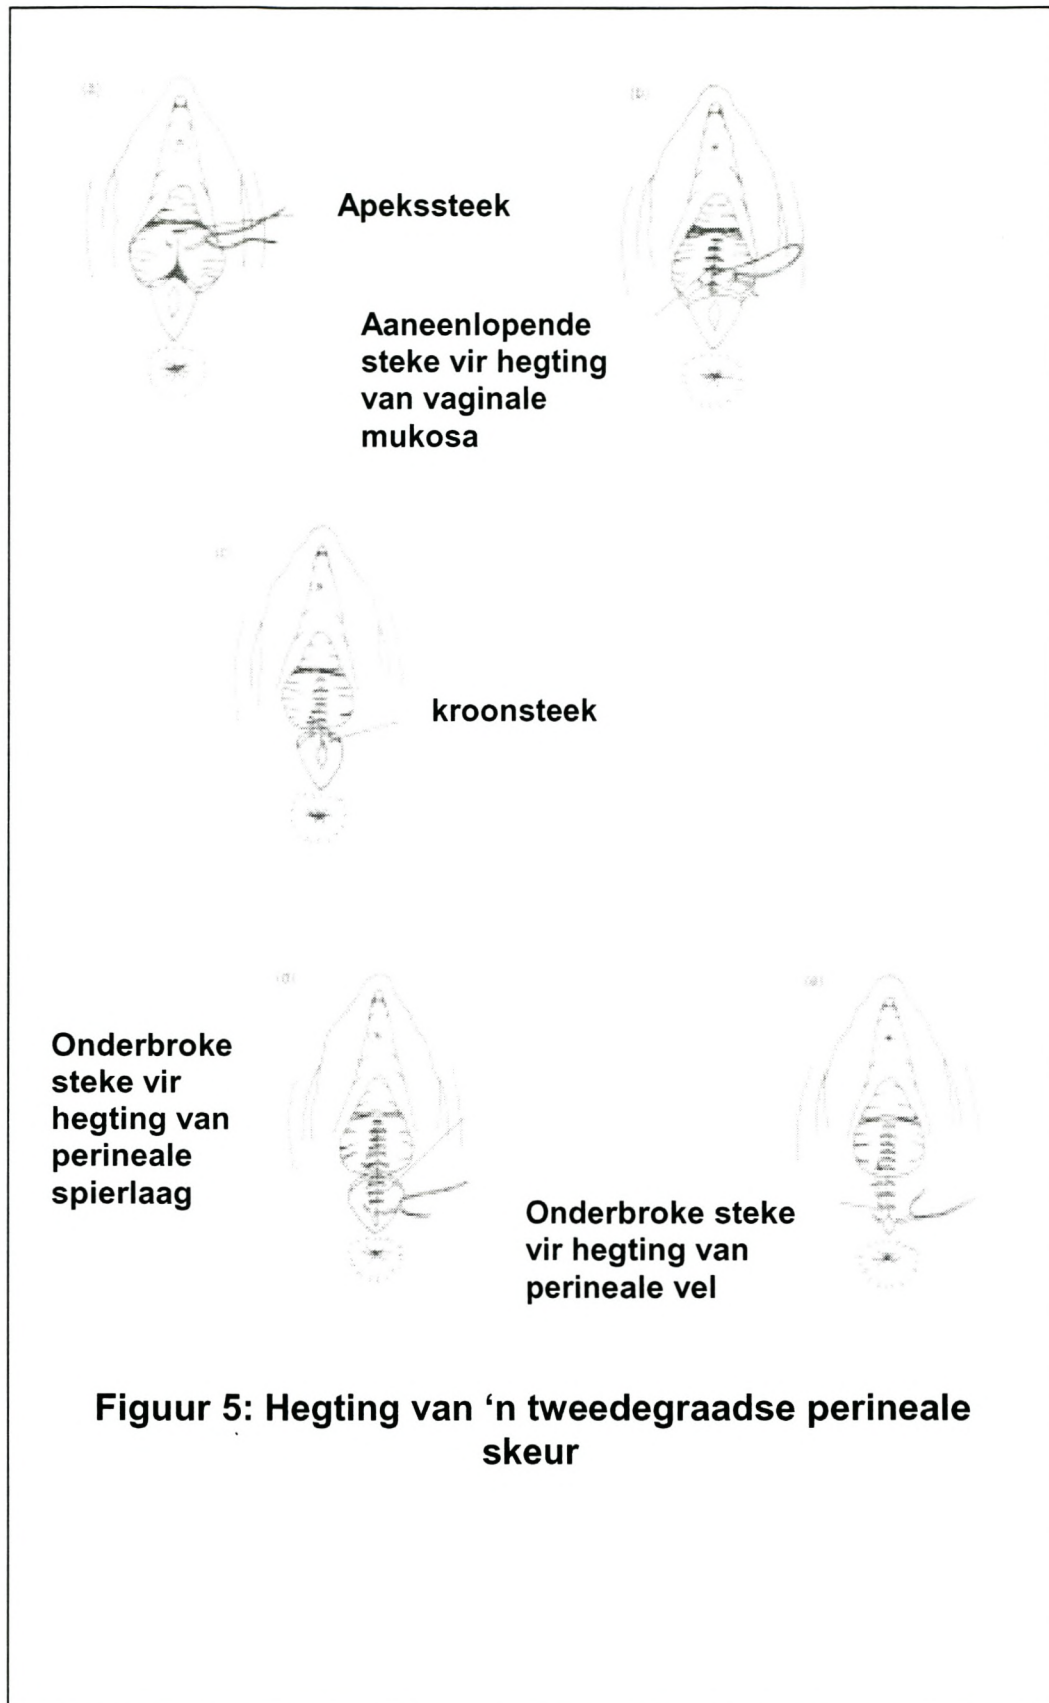 (a)
(b)
Apekssteek
Aaneenlopende
steke vir hegting
van vaginale
mukosa
kroonsteek
(d)
(e)
Onderbroke
steke vir
hegting van
perineale
spierlaag
Onderbroke steke
vir hegting van
perineale vel
Figuur 5: Hegting van ‘n tweedegraadse perineale
skeur